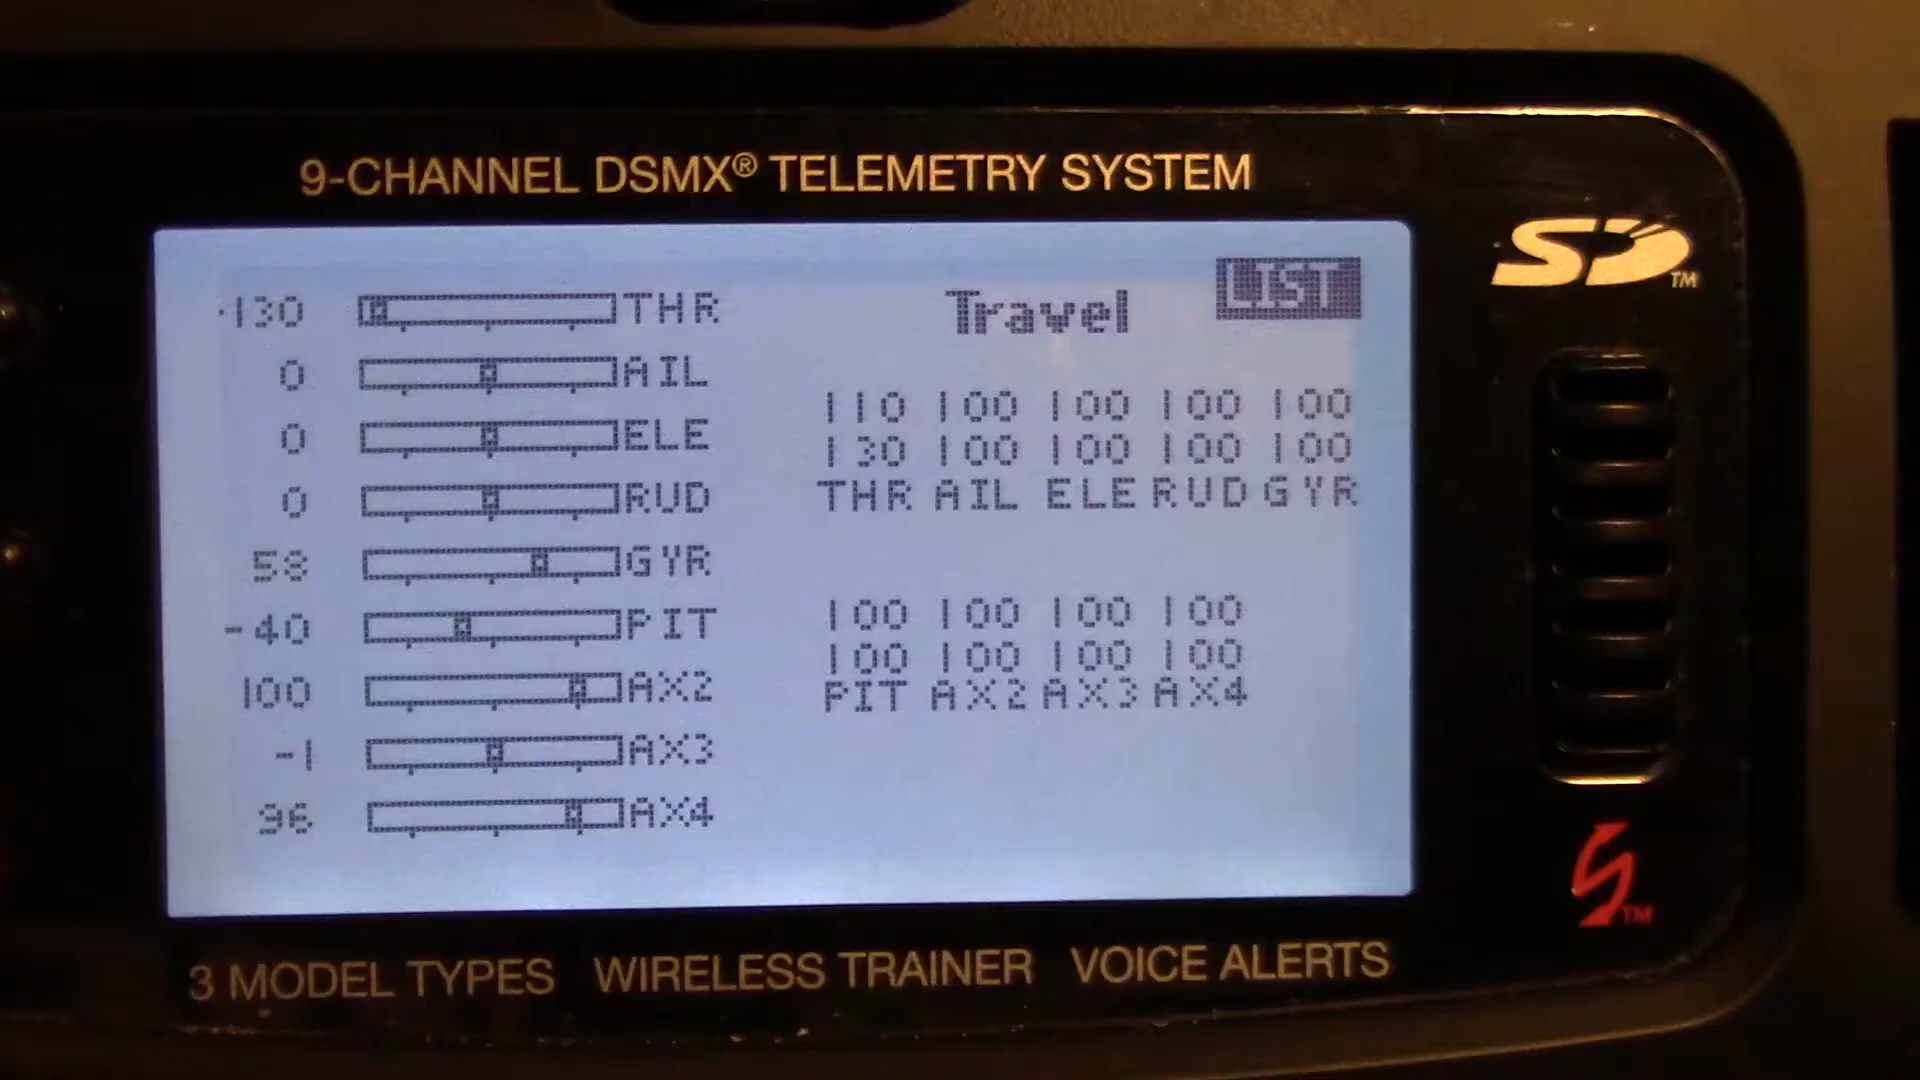 9-CHANNEL DSMX® TELEMETRY SYSTEM
SD™
LIST
Travel
-130 THR
0 AIL
0 ELE
0 RUD
58 GYR
-40 PIT
100 AX2
-1 AX3
96 AX4
110 100 100 100 100
130 100 100 100 100
THR AIL ELE RUD GYR
100 100 100 100
100 100 100 100
PIT AX2 AX3 AX4
TM
3 MODEL TYPES WIRELESS TRAINER VOICE ALERTS